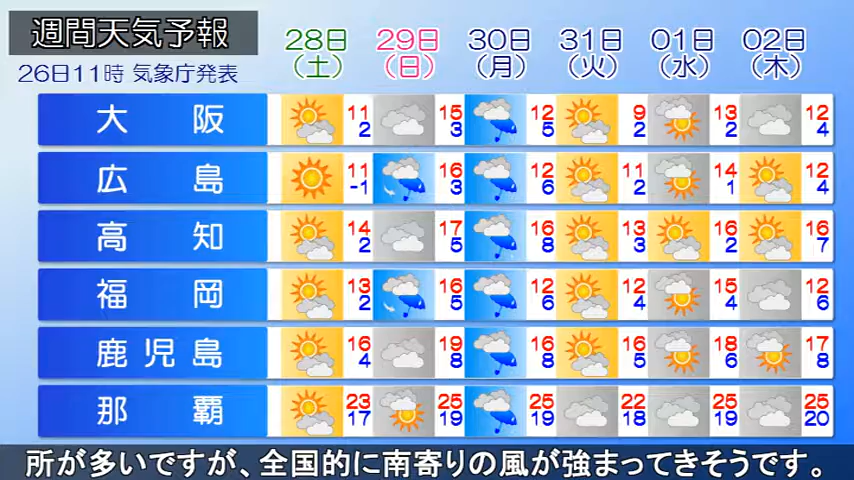 週間天気予報
26日11時 気象庁発表
28日 29日 30日 31日 01日 02日
(土) (日) (月) (火) (水) (木)
大阪 11 2 15 3 12 5 9 2 13 2 12 4
広島 11 -1 16 3 12 6 11 2 14 1 12 4
高知 14 2 17 5 16 8 13 3 16 2 16 7
福岡 13 2 16 5 12 6 12 4 15 4 12 6
鹿児島 16 4 19 8 16 8 16 5 18 6 17 8
那覇 23 17 25 19 25 19 22 18 25 19 25 20
所が多いですが、全国的に南寄りの風が強まってきそうです。